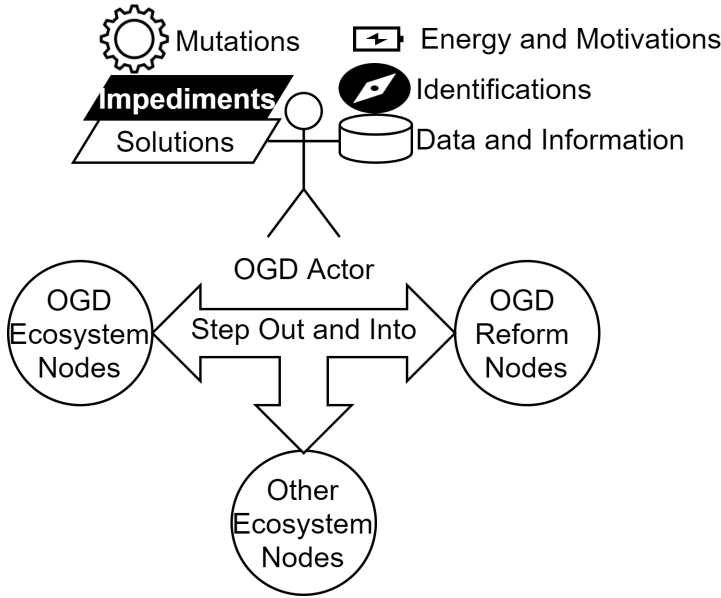 Mutations
Energy and Motivations
Impediments
Identifications
Solutions
Data and Information
OGD Actor
OGD
Ecosystem
Nodes
Step Out and Into
OGD
Reform
Nodes
Other
Ecosystem
Nodes